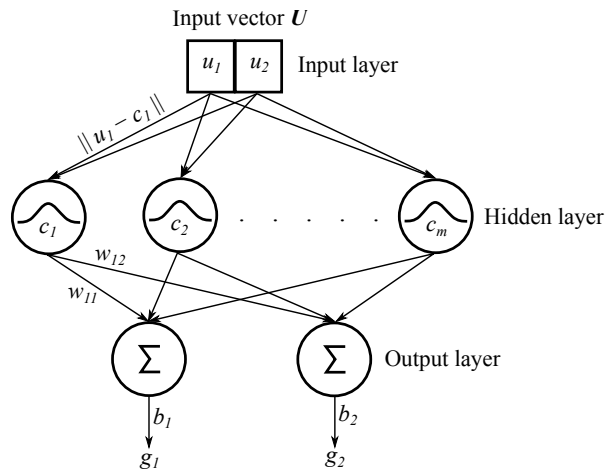 Input vector U
u1 u2 Input layer
|| u1 – c1 ||
c1 c2 . . . . . cm Hidden layer
w12
w11
Σ Σ Output layer
b1 b2
g1 g2